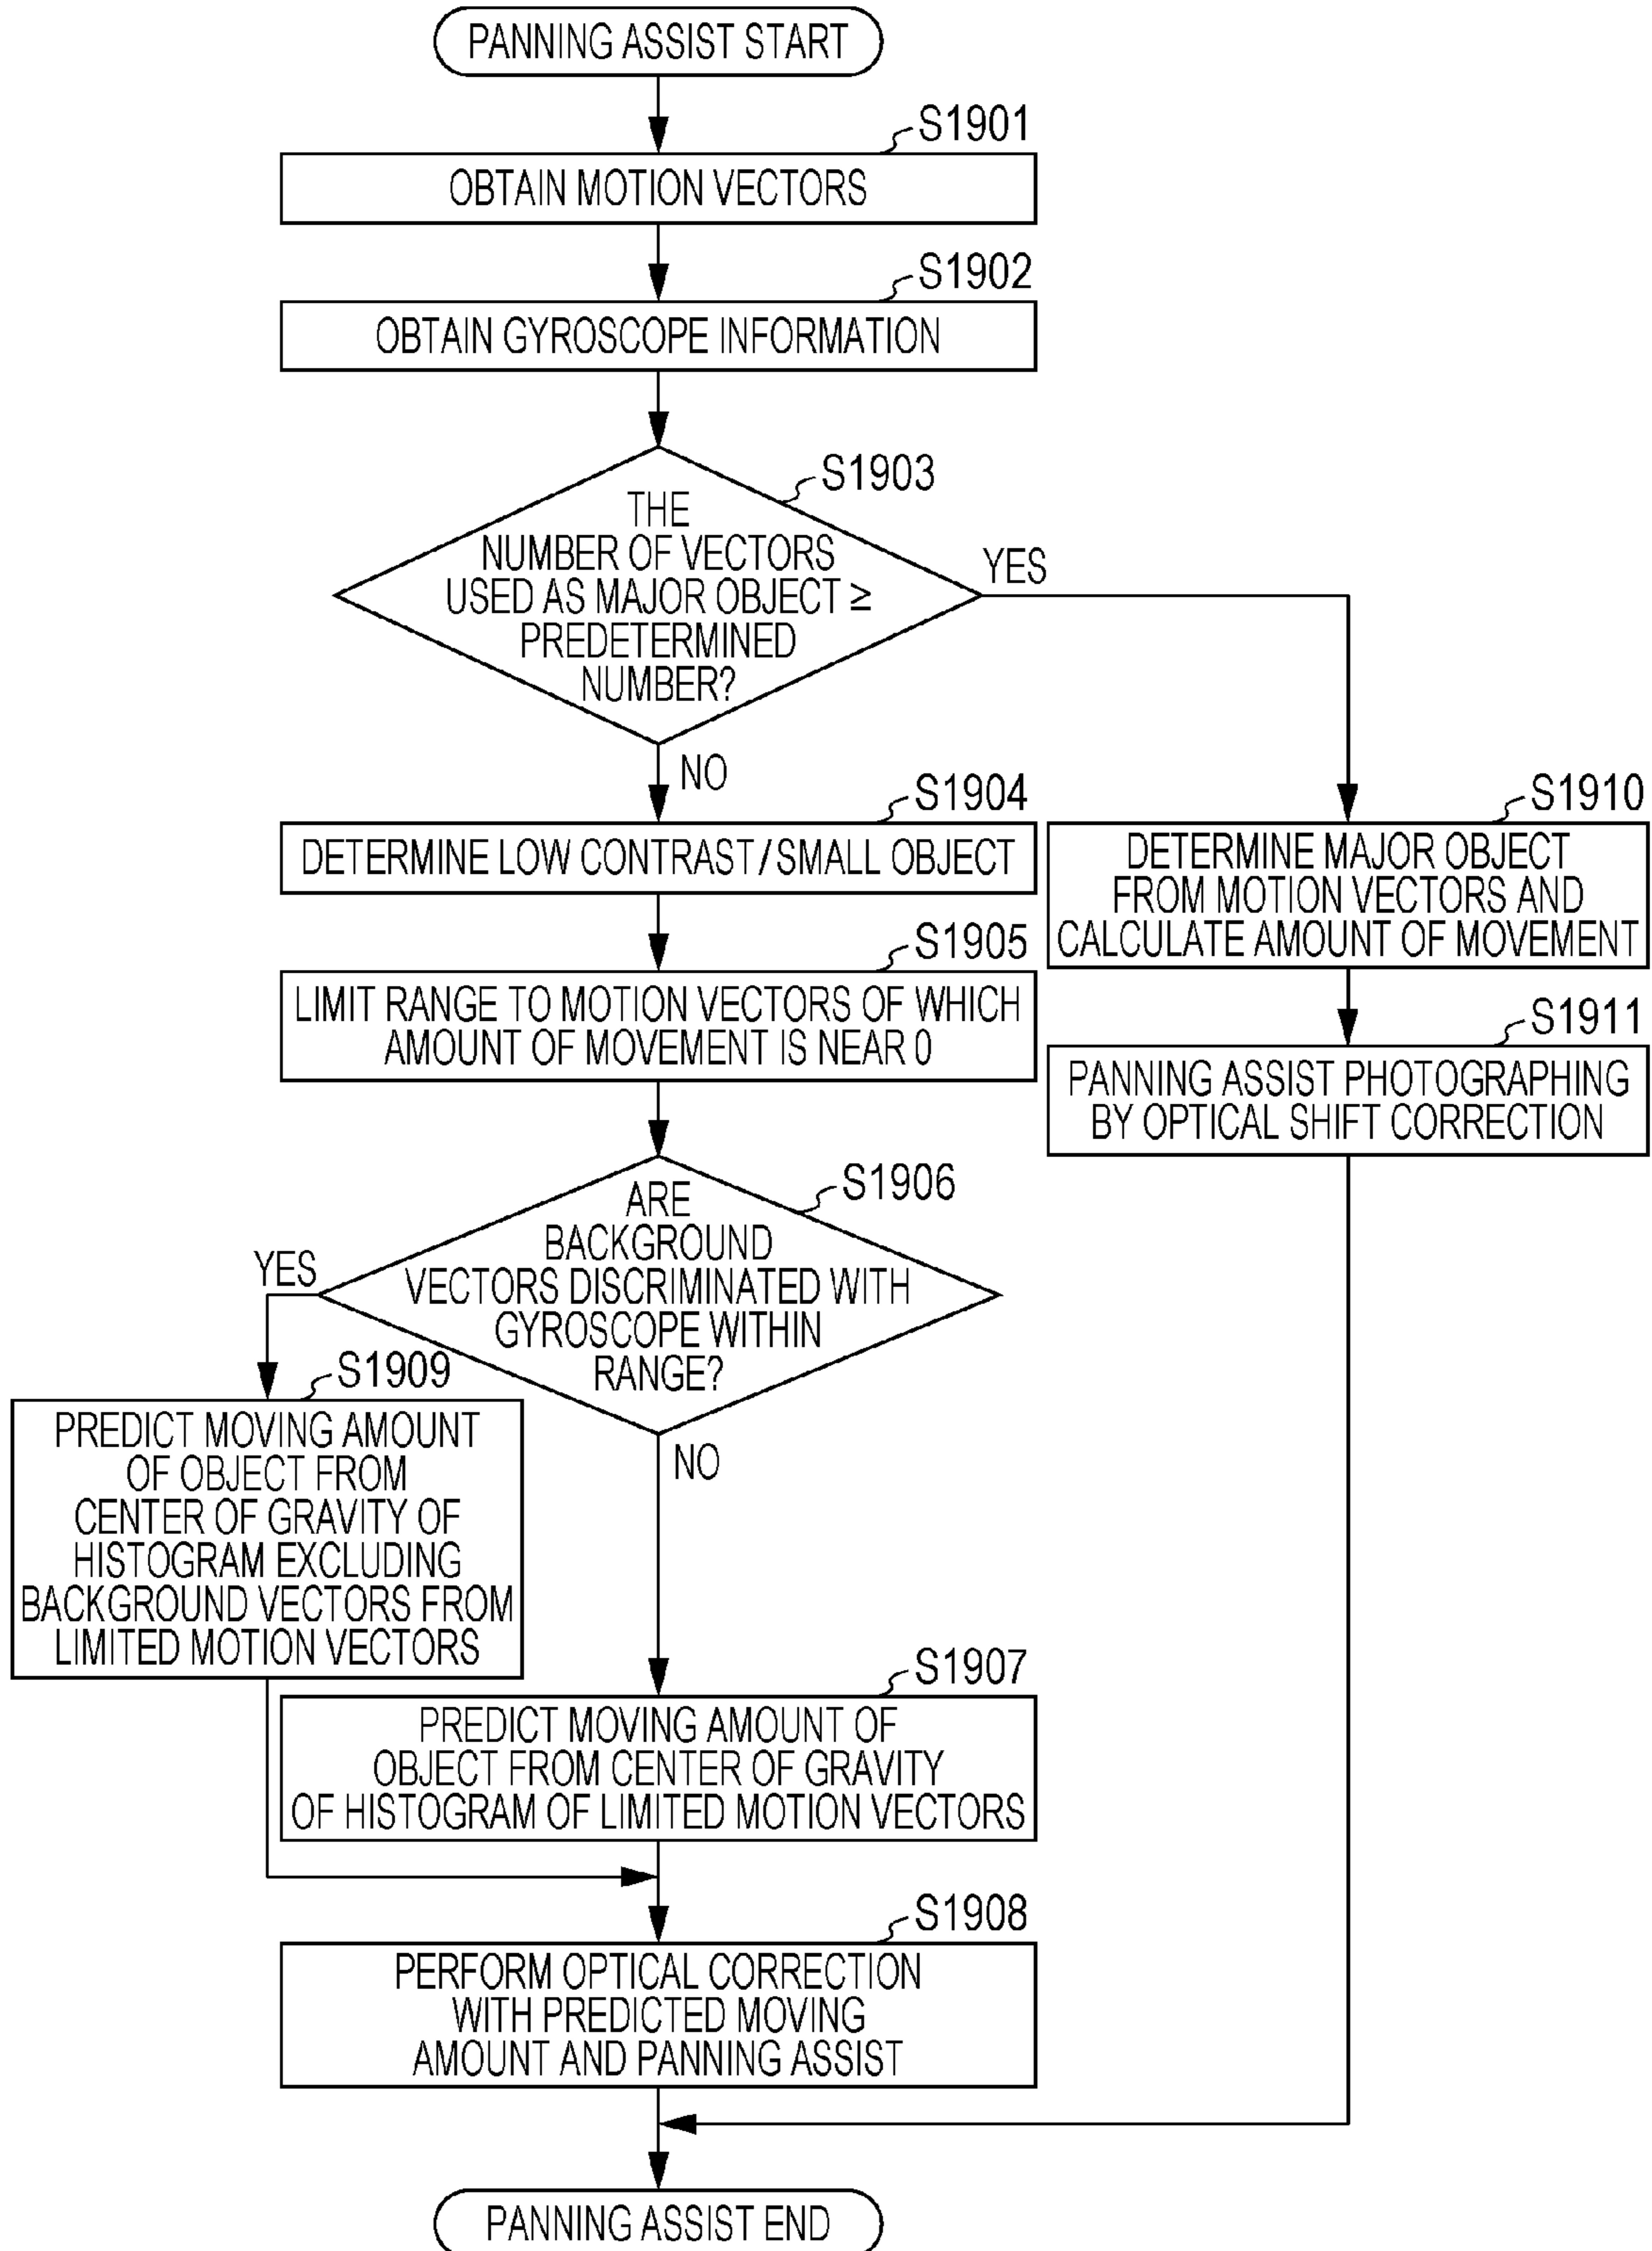 PANNING ASSIST START
S1901
OBTAIN MOTION VECTORS
S1902
OBTAIN GYROSCOPE INFORMATION
S1903
THE
NUMBER OF VECTORS
USED AS MAJOR OBJECT ≥
PREDETERMINED
NUMBER?
YES
NO
S1904
DETERMINE LOW CONTRAST/SMALL OBJECT
S1910
DETERMINE MAJOR OBJECT
FROM MOTION VECTORS AND
CALCULATE AMOUNT OF MOVEMENT
S1905
LIMIT RANGE TO MOTION VECTORS OF WHICH
AMOUNT OF MOVEMENT IS NEAR 0
S1911
PANNING ASSIST PHOTOGRAPHING
BY OPTICAL SHIFT CORRECTION
S1906
ARE
BACKGROUND
VECTORS DISCRIMINATED WITH
GYROSCOPE WITHIN
RANGE?
YES
NO
S1909
PREDICT MOVING AMOUNT
OF OBJECT FROM
CENTER OF GRAVITY OF
HISTOGRAM EXCLUDING
BACKGROUND VECTORS FROM
LIMITED MOTION VECTORS
S1907
PREDICT MOVING AMOUNT OF
OBJECT FROM CENTER OF GRAVITY
OF HISTOGRAM OF LIMITED MOTION VECTORS
S1908
PERFORM OPTICAL CORRECTION
WITH PREDICTED MOVING
AMOUNT AND PANNING ASSIST
PANNING ASSIST END